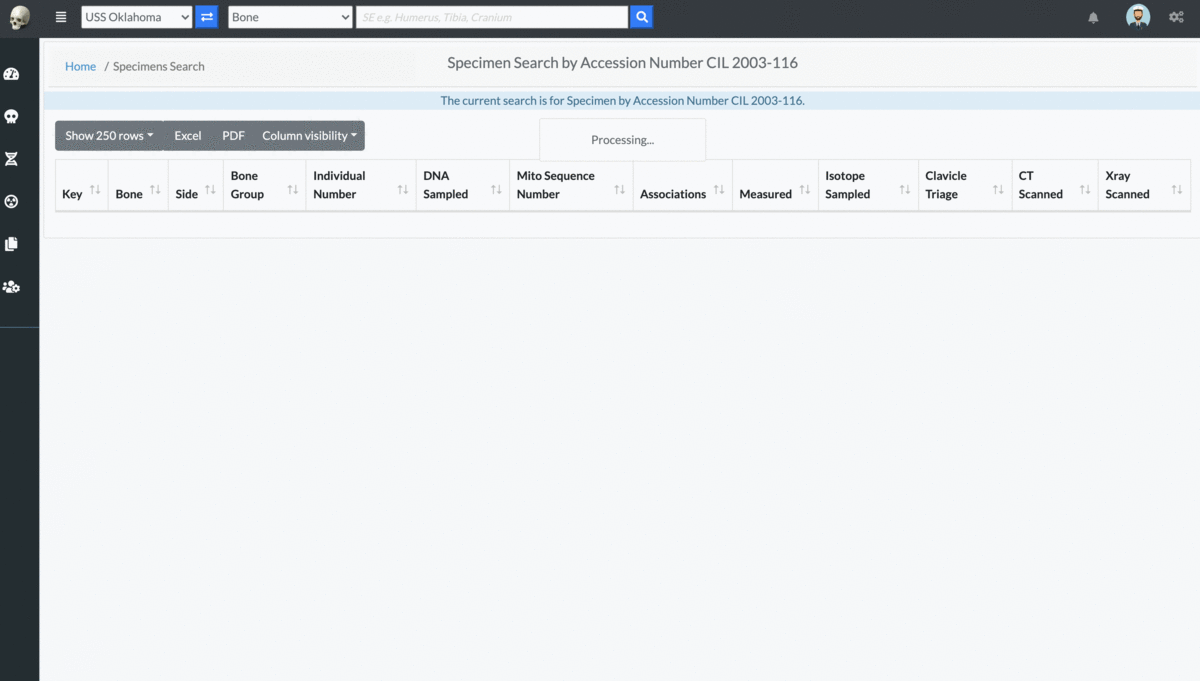 USS Oklahoma
Bone
SE e.g. Humerus, Tibia, Cranium
Home / Specimens Search
Specimen Search by Accession Number CIL 2003-116
The current search is for Specimen by Accession Number CIL 2003-116.
Show 250 rows Excel PDF Column visibility
Processing...
Key
Bone
Side
Bone
Group
Individual
Number
DNA
Sampled
Mito Sequence
Number
Associations
Measured
Isotope
Sampled
Clavicle
Triage
CT
Scanned
Xray
Scanned